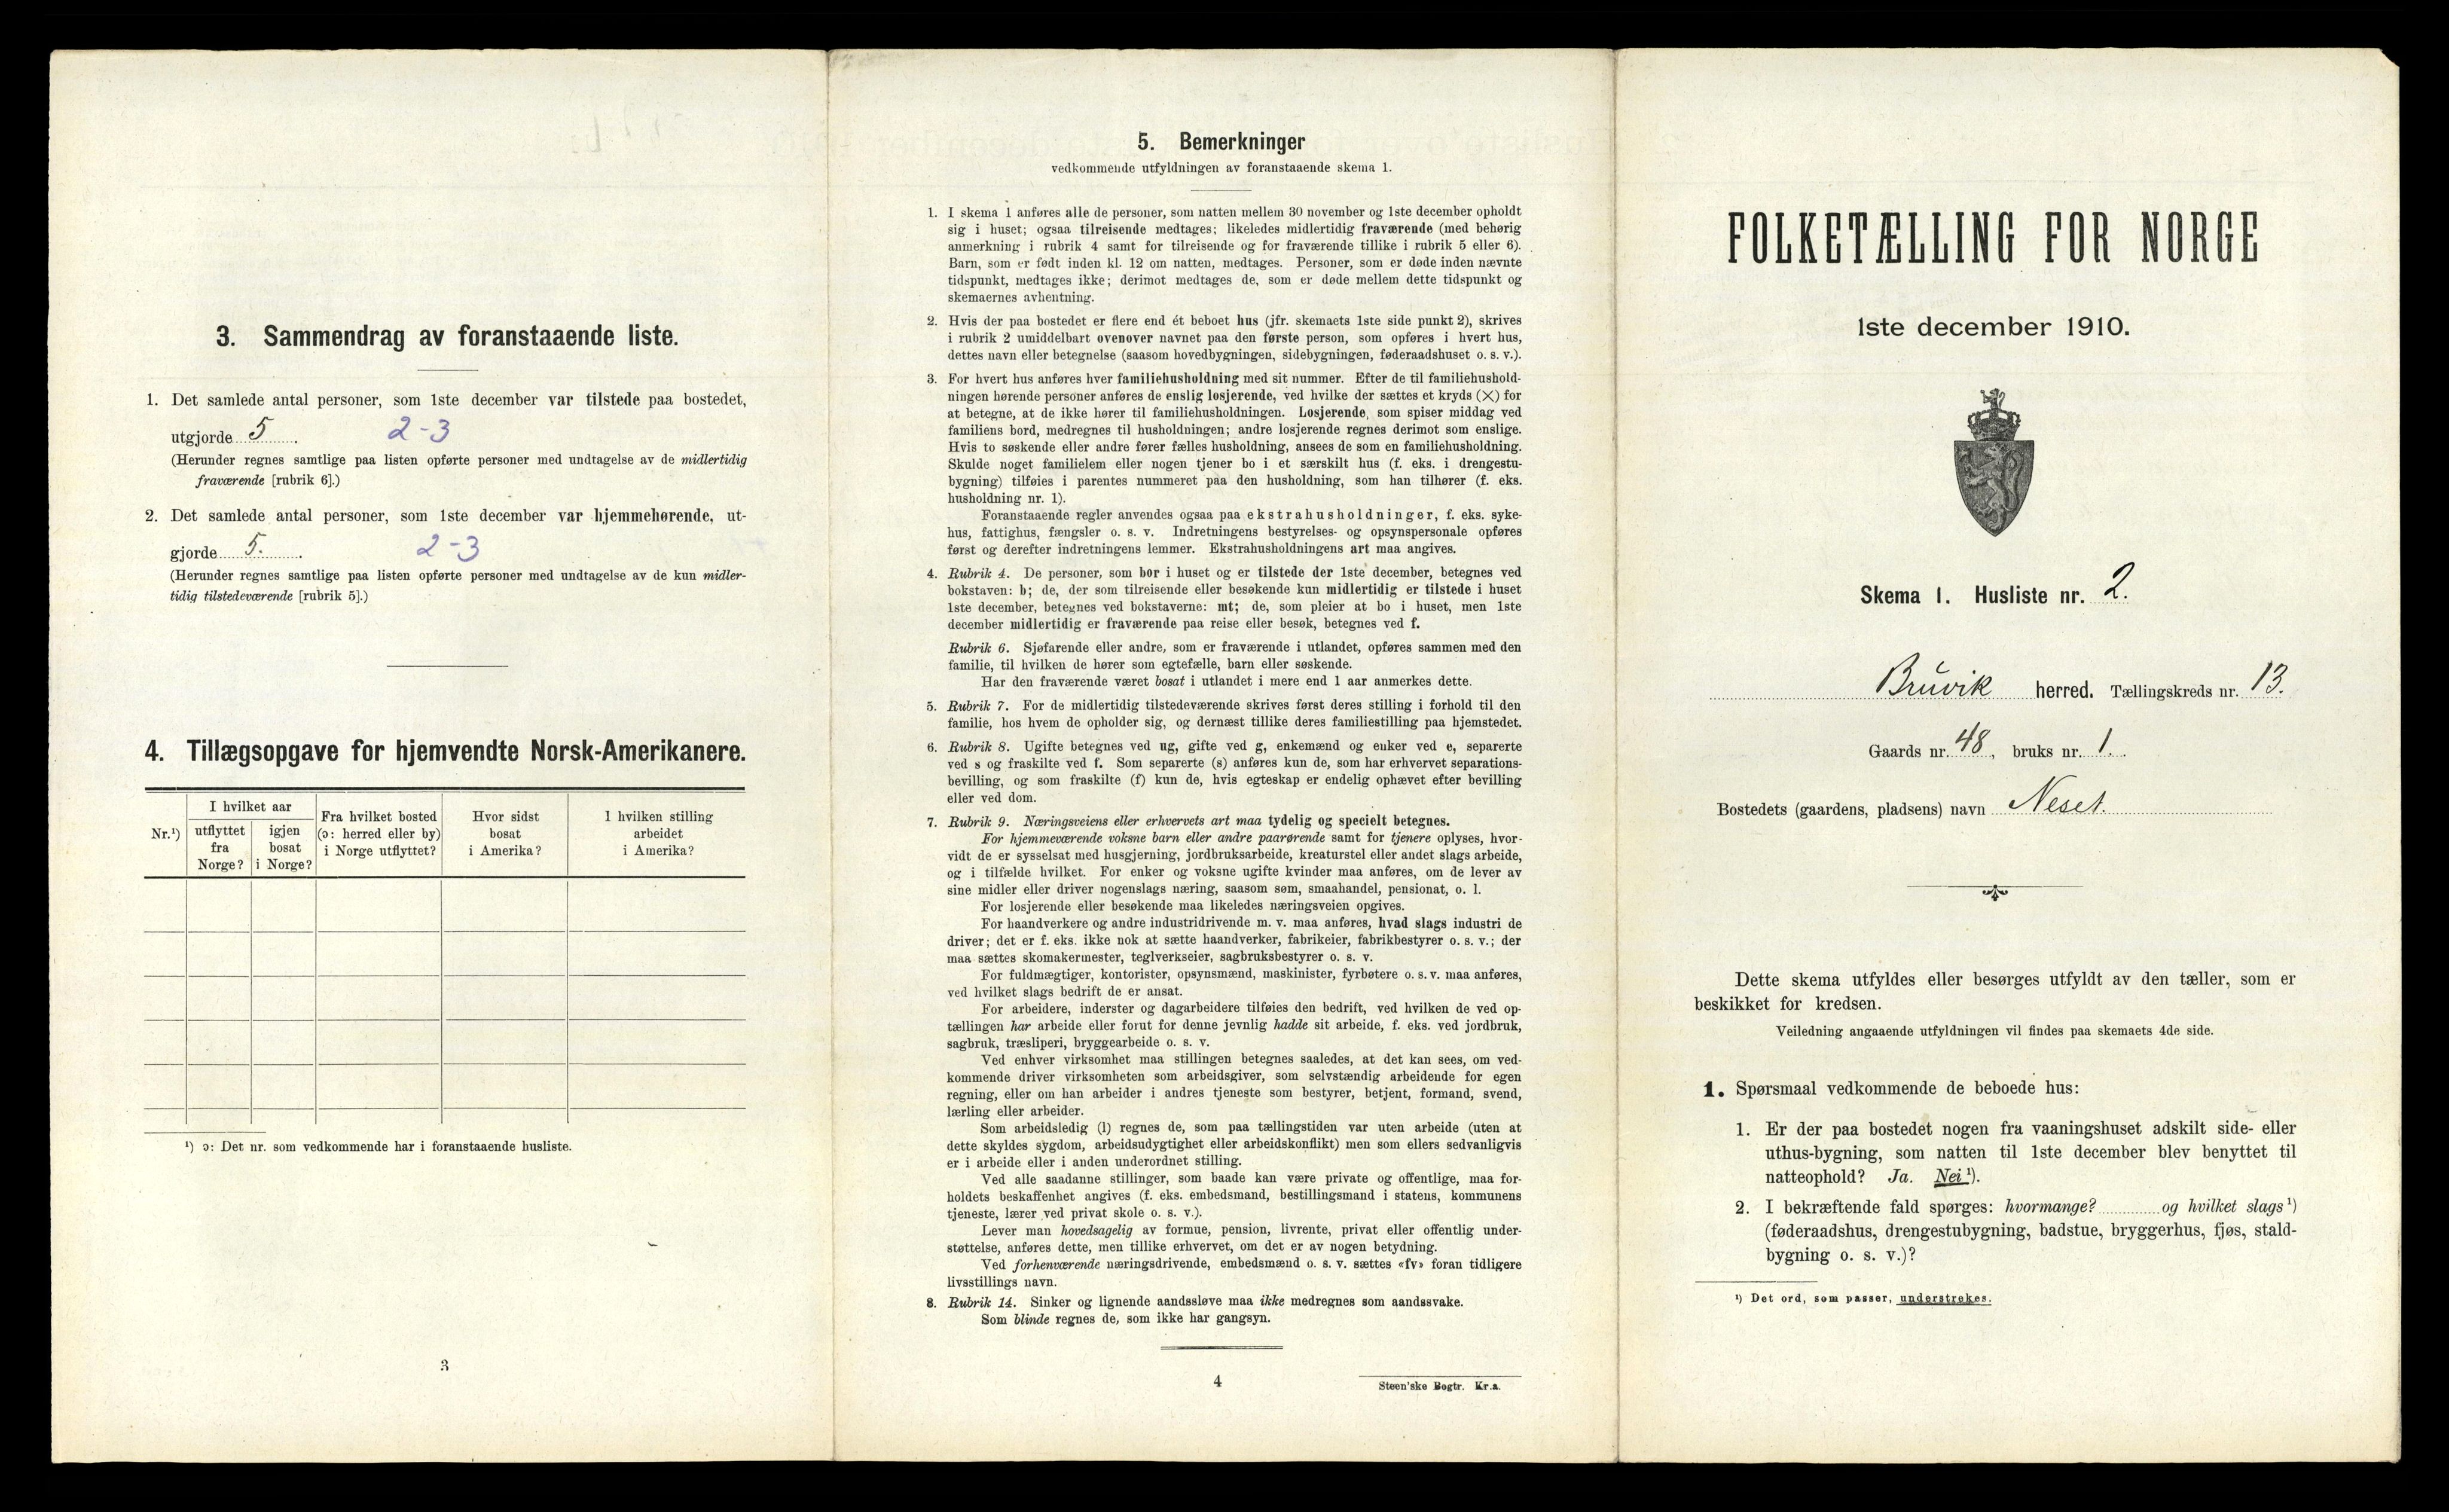 3. Sammendrag av foranstaaende liste.
1. Det samlede antal personer, som 1ste december var tilstede paa bostedet,
utgjorde 5. 2-3
(Herunder regnes samtlige paa listen opførte personer med undtagelse av de midlertidig
fraværende [rubrik 6].)
2. Det samlede antal personer, som 1ste december var hjemmehørende, ut-
gjorde 5. 2-3
(Herunder regnes samtlige paa listen opførte personer med undtagelse av de kun midler-
tidig tilstedeværende [rubrik 5].)
4. Tillægsopgave for hjemvendte Norsk-Amerikanere.
Nr.¹)
I hvilket aar
utflyttet
fra
Norge?
igjen
bosat
i Norge?
Fra hvilket bosted
(ɔ: herred eller by)
i Norge utflyttet?
Hvor sidst
bosat
i Amerika?
I hvilken stilling
arbeidet
i Amerika?
¹) ɔ: Det nr. som vedkommende har i foranstaaende husliste.
3
5. Bemerkninger
vedkommende utfyldningen av foranstaaende skema 1.
1. I skema 1 anføres alle de personer, som natten mellem 30 november og 1ste december opholdt
sig i huset; ogsaa tilreisende medtages; likeledes midlertidig fraværende (med behørig
anmerkning i rubrik 4 samt for tilreisende og for fraværende tillike i rubrik 5 eller 6).
Barn, som er født inden kl. 12 om natten, medtages. Personer, som er døde inden nævnte
tidspunkt, medtages ikke; derimot medtages de, som er døde mellem dette tidspunkt og
skemaernes avhentning.
2. Hvis der paa bostedet er flere end ét beboet hus (jfr. skemaets 1ste side punkt 2), skrives
i rubrik 2 umiddelbart ovenover navnet paa den første person, som opføres i hvert hus,
dettes navn eller betegnelse (saasom hovedbygningen, sidebygningen, føderaadshuset o. s. v.).
3. For hvert hus anføres hver familiehusholdning med sit nummer. Efter de til familiehushold-
ningen hørende personer anføres de enslig losjerende, ved hvilke der sættes et kryds (×) for
at betegne, at de ikke hører til familiehusholdningen. Losjerende, som spiser middag ved
familiens bord, medregnes til husholdningen; andre losjerende regnes derimot som enslige.
Hvis to søskende eller andre fører fælles husholdning, ansees de som en familiehusholdning.
Skulde noget familielem eller nogen tjener bo i et særskilt hus (f. eks. i drengestu-
bygning) tilføies i parentes nummeret paa den husholdning, som han tilhører (f. eks.
husholdning nr. 1).
Foranstaaende regler anvendes ogsaa paa ekstrahusholdninger, f. eks. syke-
hus, fattighus, fængsler o. s. v. Indretningens bestyrelses- og opsynspersonale opføres
først og derefter indretningens lemmer. Ekstrahusholdningens art maa angives.
4. Rubrik 4. De personer, som bor i huset og er tilstede der 1ste december, betegnes ved
bokstaven: b; de, der som tilreisende eller besøkende kun midlertidig er tilstede i huset
1ste december, betegnes ved bokstaverne: mt; de, som pleier at bo i huset, men 1ste
december midlertidig er fraværende paa reise eller besøk, betegnes ved f.
Rubrik 6. Sjøfarende eller andre, som er fraværende i utlandet, opføres sammen med den
familie, til hvilken de hører som egtefælle, barn eller søskende.
Har den fraværende været bosat i utlandet i mere end 1 aar anmerkes dette.
5. Rubrik 7. For de midlertidig tilstedeværende skrives først deres stilling i forhold til den
familie, hos hvem de opholder sig, og dernæst tillike deres familiestilling paa hjemstedet.
6. Rubrik 8. Ugifte betegnes ved ug, gifte ved g, enkemænd og enker ved e, separerte
ved s og fraskilte ved f. Som separerte (s) anføres kun de, som har erhvervet separations-
bevilling, og som fraskilte (f) kun de, hvis egteskap er endelig ophævet efter bevilling
eller ved dom.
7. Rubrik 9. Næringsveiens eller erhvervets art maa tydelig og specielt betegnes.
For hjemmeværende voksne barn eller andre paarørende samt for tjenere oplyses, hvor-
vidt de er sysselsat med husgjerning, jordbruksarbeide, kreaturstel eller andet slags arbeide,
og i tilfælde hvilket. For enker og voksne ugifte kvinder maa anføres, om de lever av
sine midler eller driver nogenslags næring, saasom søm, smaahandel, pensionat, o. l.
For losjerende eller besøkende maa likeledes næringsveien opgives.
For haandverkere og andre industridrivende m. v. maa anføres, hvad slags industri de
driver; det er f. eks. ikke nok at sætte haandverker, fabrikeier, fabrikbestyrer o. s. v.; der
maa sættes skomakermester, teglverkseier, sagbruksbestyrer o. s. v.
For fuldmægtiger, kontorister, opsynsmænd, maskinister, fyrbøtere o. s. v. maa anføres,
ved hvilket slags bedrift de er ansat.
For arbeidere, inderster og dagarbeidere tilføies den bedrift, ved hvilken de ved op-
tællingen har arbeide eller forut for denne jevnlig hadde sit arbeide, f. eks. ved jordbruk,
sagbruk, træsliperi, bryggearbeide o. s. v.
Ved enhver virksomhet maa stillingen betegnes saaledes, at det kan sees, om ved-
kommende driver virksomheten som arbeidsgiver, som selvstændig arbeidende for egen
regning, eller om han arbeider i andres tjeneste som bestyrer, betjent, formand, svend,
lærling eller arbeider.
Som arbeidsledig (l) regnes de, som paa tællingstiden var uten arbeide (uten at
dette skyldes sygdom, arbeidsudygtighet eller arbeidskonflikt) men som ellers sedvanligvis
er i arbeide eller i anden underordnet stilling.
Ved alle saadanne stillinger, som baade kan være private og offentlige, maa for-
holdets beskaffenhet angives (f. eks. embedsmand, bestillingsmand i statens, kommunens
tjeneste, lærer ved privat skole o. s. v.).
Lever man hovedsagelig av formue, pension, livrente, privat eller offentlig under-
støttelse, anføres dette, men tillike erhvervet, om det er av nogen betydning.
Ved forhenværende næringsdrivende, embedsmænd o. s. v. sættes «fv» foran tidligere
livsstillings navn.
8. Rubrik 14. Sinker og lignende aandssløve maa ikke medregnes som aandssvake.
Som blinde regnes de, som ikke har gangsyn.
4
Steen'ske Bogtr. Kr.a.
FOLKETÆLLING FOR NORGE
1ste december 1910.
Skema 1. Husliste nr. 2.
Bruvik herred. Tællingskreds nr. 13.
Gaards nr. 48, bruks nr. 1.
Bostedets (gaardens, pladsens) navn Neset.
Dette skema utfyldes eller besørges utfyldt av den tæller, som er
beskikket for kredsen.
Veiledning angaaende utfyldningen vil findes paa skemaets 4de side.
1. Spørsmaal vedkommende de beboede hus:
1. Er der paa bostedet nogen fra vaaningshuset adskilt side- eller
uthus-bygning, som natten til 1ste december blev benyttet til
natteophold? Ja. Nei¹).
2. I bekræftende fald spørges: hvormange? og hvilket slags¹)
(føderaadshus, drengestubygning, badstue, bryggerhus, fjøs, stald-
bygning o. s. v.)?
¹) Det ord, som passer, understrekes.